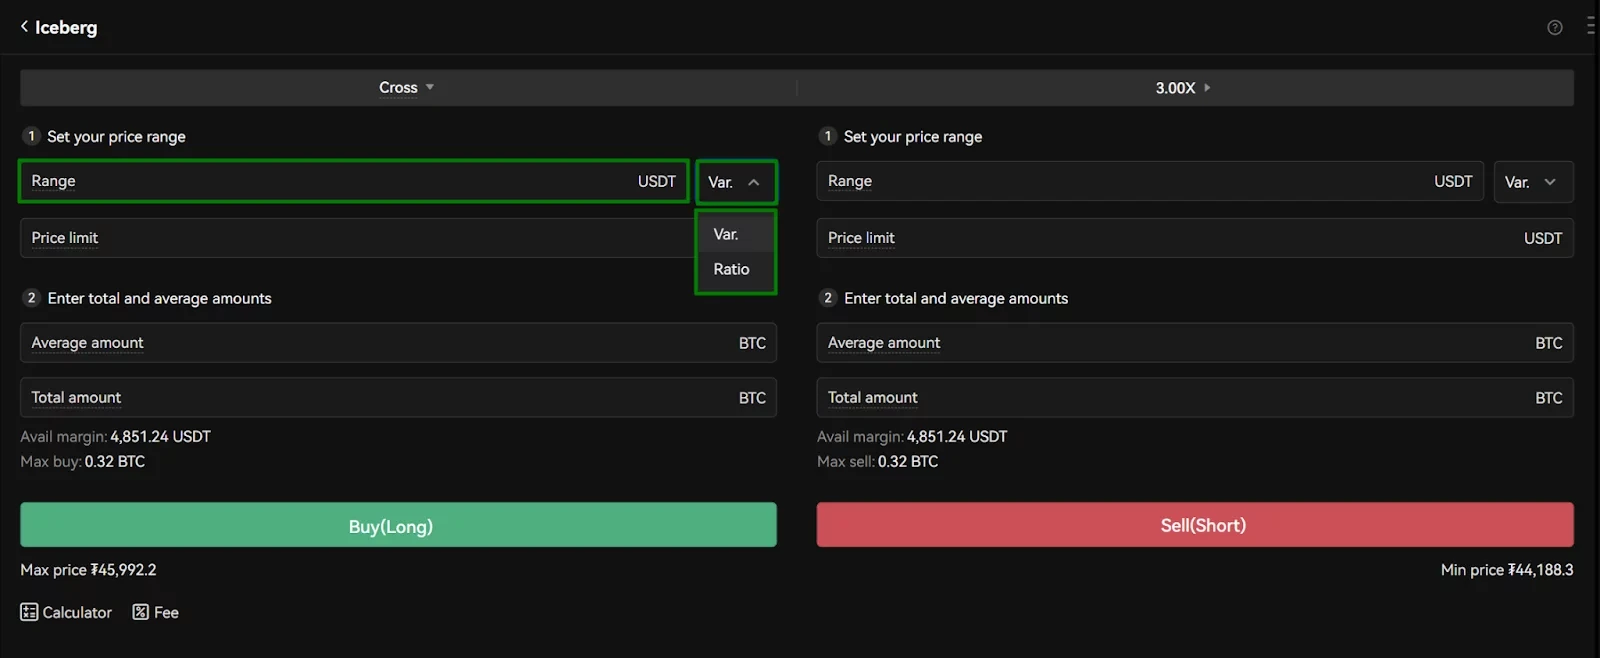 Iceberg
Cross 3.00X
1 Set your price range
Range USDT Var.
Var.
Ratio
Price limit
2 Enter total and average amounts
Average amount BTC
Total amount BTC
Avail margin: 4,851.24 USDT
Max buy: 0.32 BTC
Buy(Long)
Max price ₮45,992.2
Calculator Fee
1 Set your price range
Range USDT Var.
Price limit USDT
2 Enter total and average amounts
Average amount BTC
Total amount BTC
Avail margin: 4,851.24 USDT
Max sell: 0.32 BTC
Sell(Short)
Min price ₮44,188.3